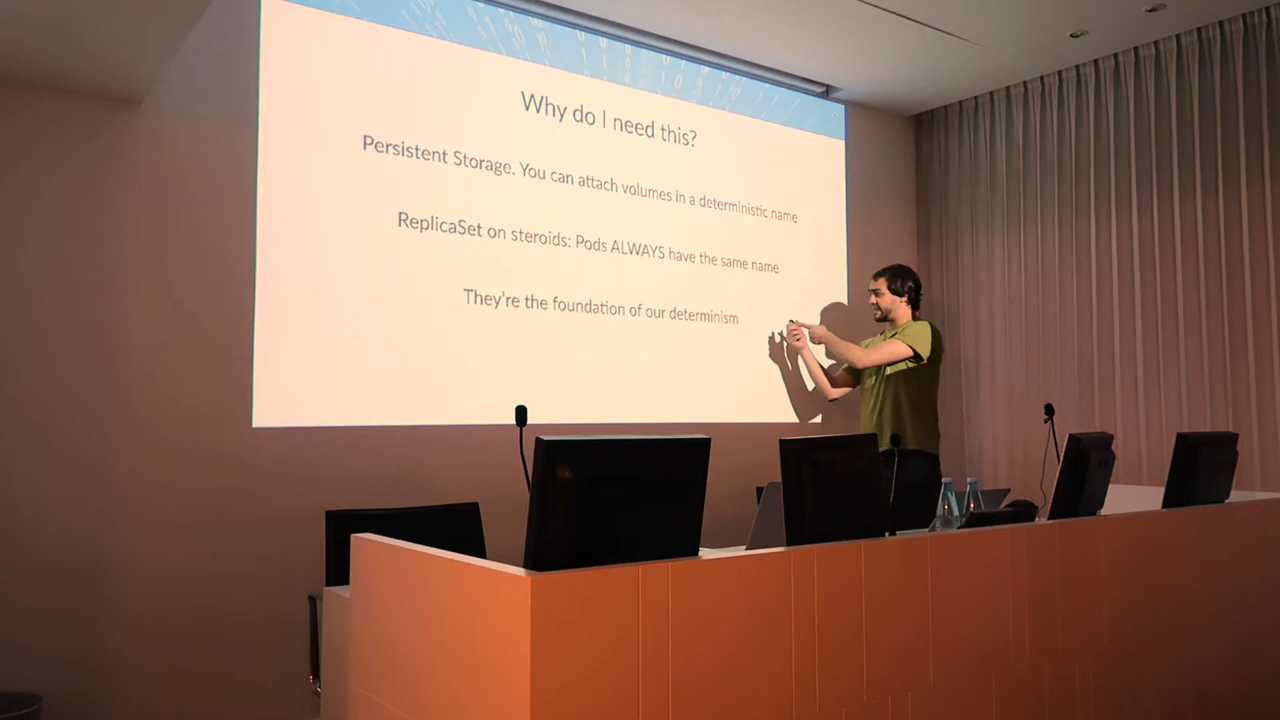 Why do I need this?
Persistent Storage. You can attach volumes in a deterministic name
ReplicaSet on steroids: Pods ALWAYS have the same name
They're the foundation of our determinism